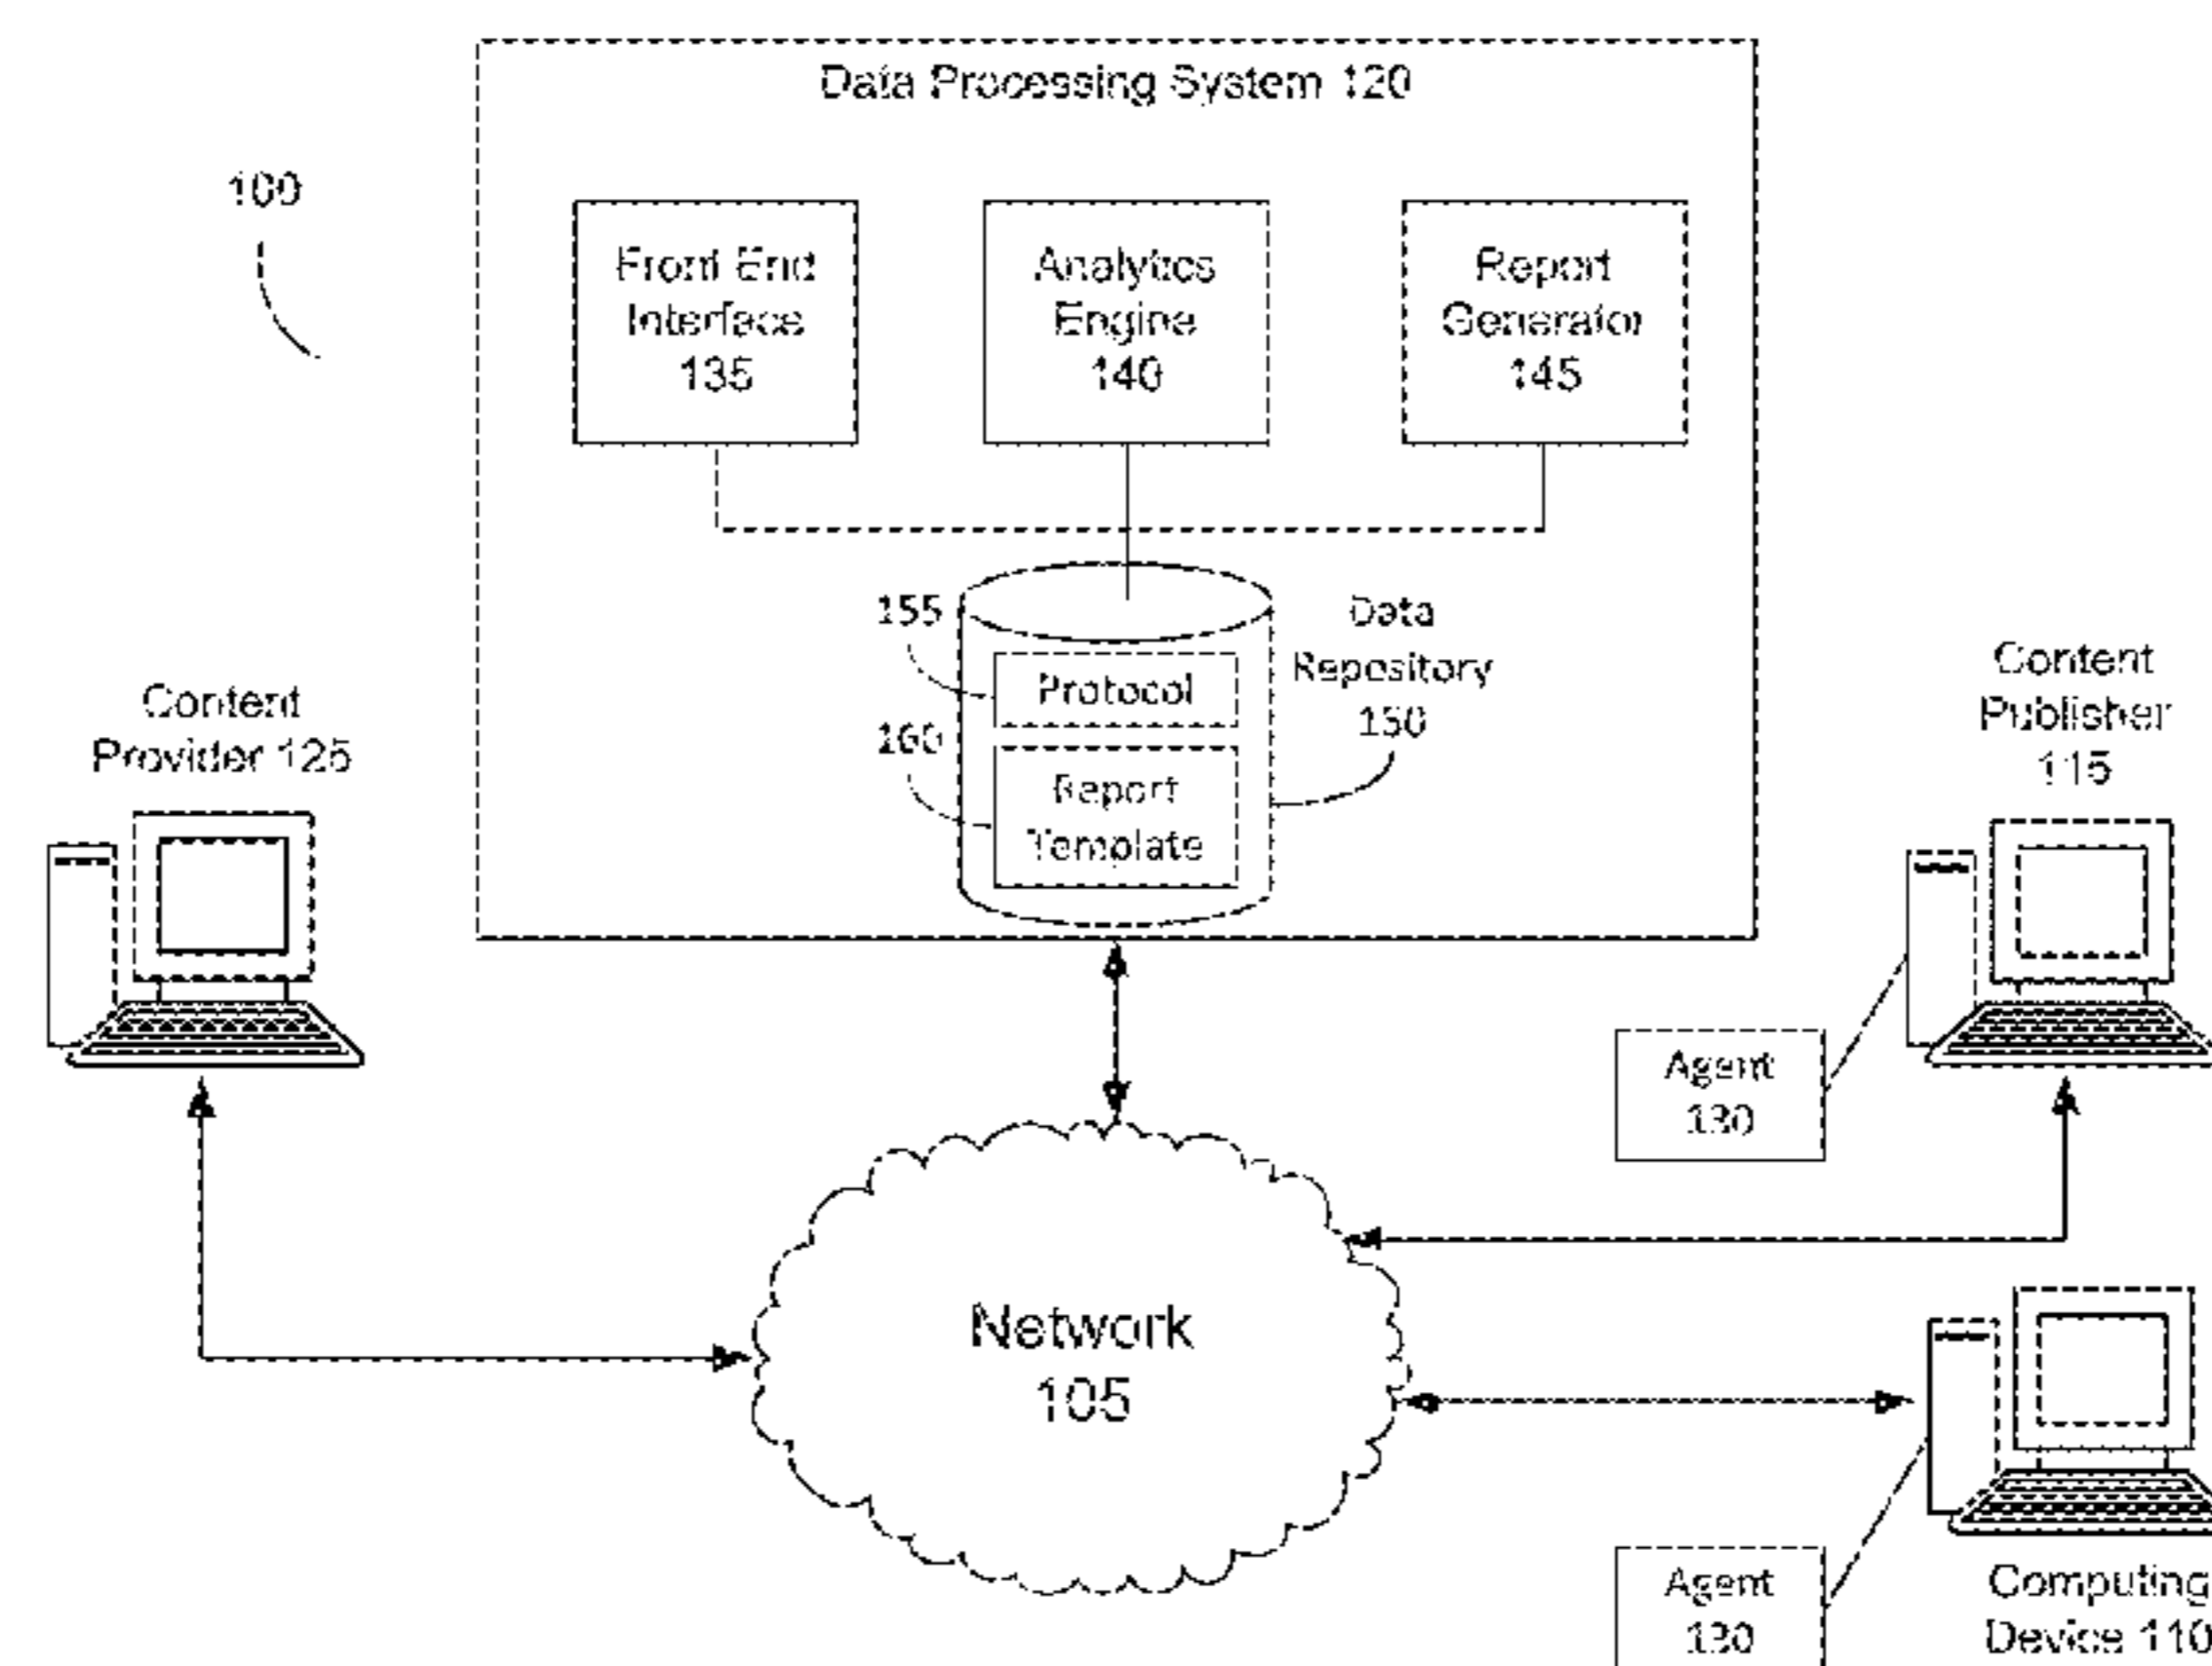 Data Processing System 120
100
Front End
Interface
135
Analytics
Engine
140
Report
Generator
145
155
Protocol
Data
Repository
150
160
Report
Template
Content
Provider 125
Content
Publisher
115
Agent
130
Network
105
Agent
130
Computing
Device 110